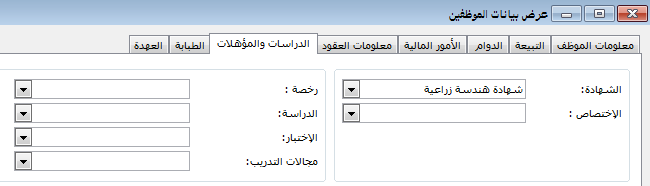 عرض بيانات الموظفين
معلومات الموظف التبيعة الدوام الأمور المالية معلومات العقود الدراسات والمؤهلات الطبابة العهدة
الشهادة: شهادة هندسة زراعية
الإختصاص :
رخصة :
الدراسة:
الإختبار:
مجالات التدريب: